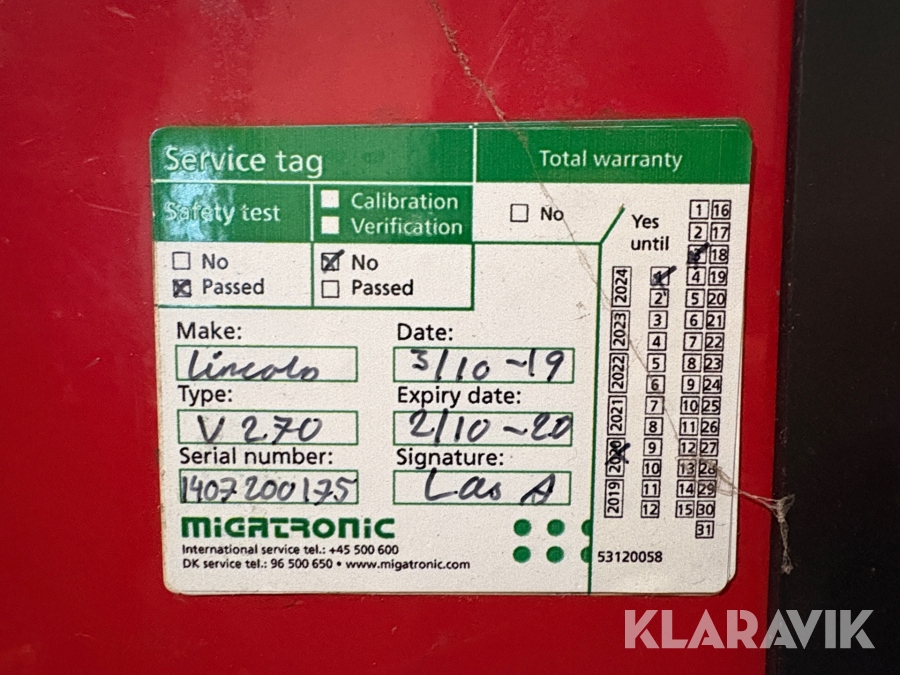 Service tag
Total warranty
Safety test
Calibration
Verification
No
Passed
No
Passed
No
Yes
until
Make:
Lincoln
Date:
3/10-19
Type:
V 270
Expiry date:
2/10-20
Serial number:
1407200175
Signature:
MIGATRONIC
International service tel.: +45 500 600
DK service tel.: 96 500 650 • www.migatronic.com
53120058
2024
2023
2022
2021
2020
2019
1
2
3
4
5
6
7
8
9
10
11
12
1 16
2 17
3 18
4 19
5 20
6 21
7 22
8 23
9 24
10 25
11 26
12 27
13 28
14 29
15 30
31
KLARAVIK